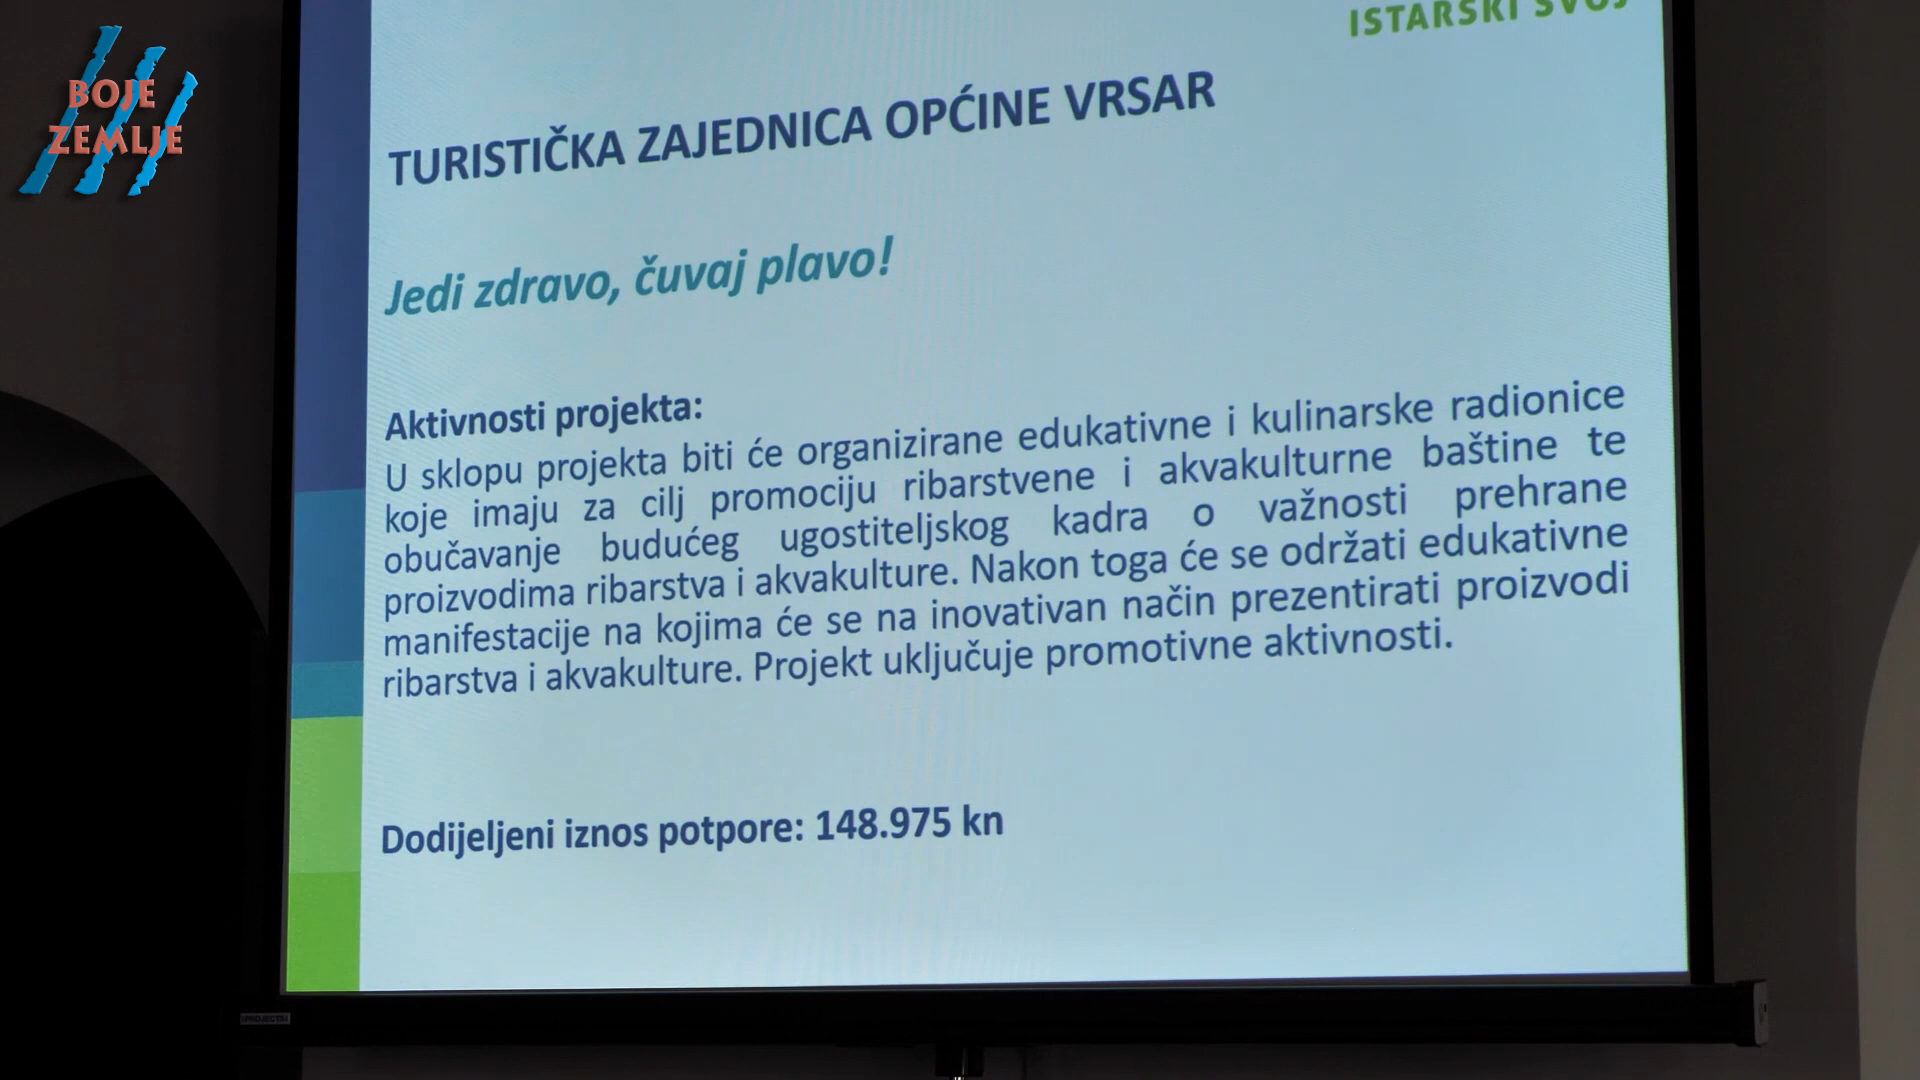 BOJE
ZEMLJE
ISTARSKI SVOJ
TURISTIČKA ZAJEDNICA OPĆINE VRSAR
Jedi zdravo, čuvaj plavo!
Aktivnosti projekta:
U sklopu projekta biti će organizirane edukativne i kulinarske radionice
koje imaju za cilj promociju ribarstvene i akvakulturne baštine te
obučavanje budućeg ugostiteljskog kadra o važnosti prehrane
proizvodima ribarstva i akvakulture. Nakon toga će se održati edukativne
manifestacije na kojima će se na inovativan način prezentirati proizvodi
ribarstva i akvakulture. Projekt uključuje promotivne aktivnosti.
Dodijeljeni iznos potpore: 148.975 kn